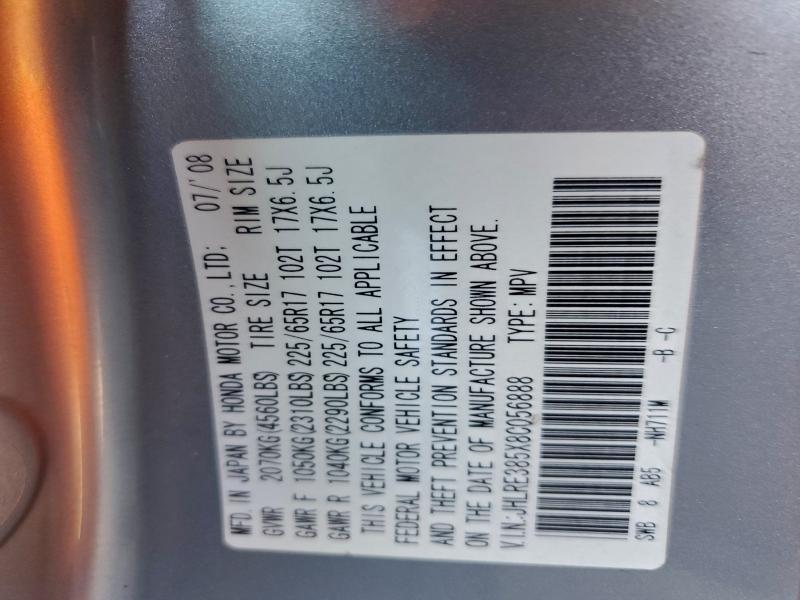 MFD. IN JAPAN BY HONDA MOTOR CO., LTD; 07/'08
GVWR 2070KG(4560LBS) TIRE SIZE RIM SIZE
GAWR F 1050KG(2310LBS) 225/65R17 102T 17X6.5J
GAWR R 1040KG(2290LBS) 225/65R17 102T 17X6.5J
THIS VEHICLE CONFORMS TO ALL APPLICABLE
FEDERAL MOTOR VEHICLE SAFETY
AND THEFT PREVENTION STANDARDS IN EFFECT
ON THE DATE OF MANUFACTURE SHOWN ABOVE.
V.I.N.:JHLRE385X8C056888 TYPE: MPV
SWB 8 AB5 -NH711M -B -C